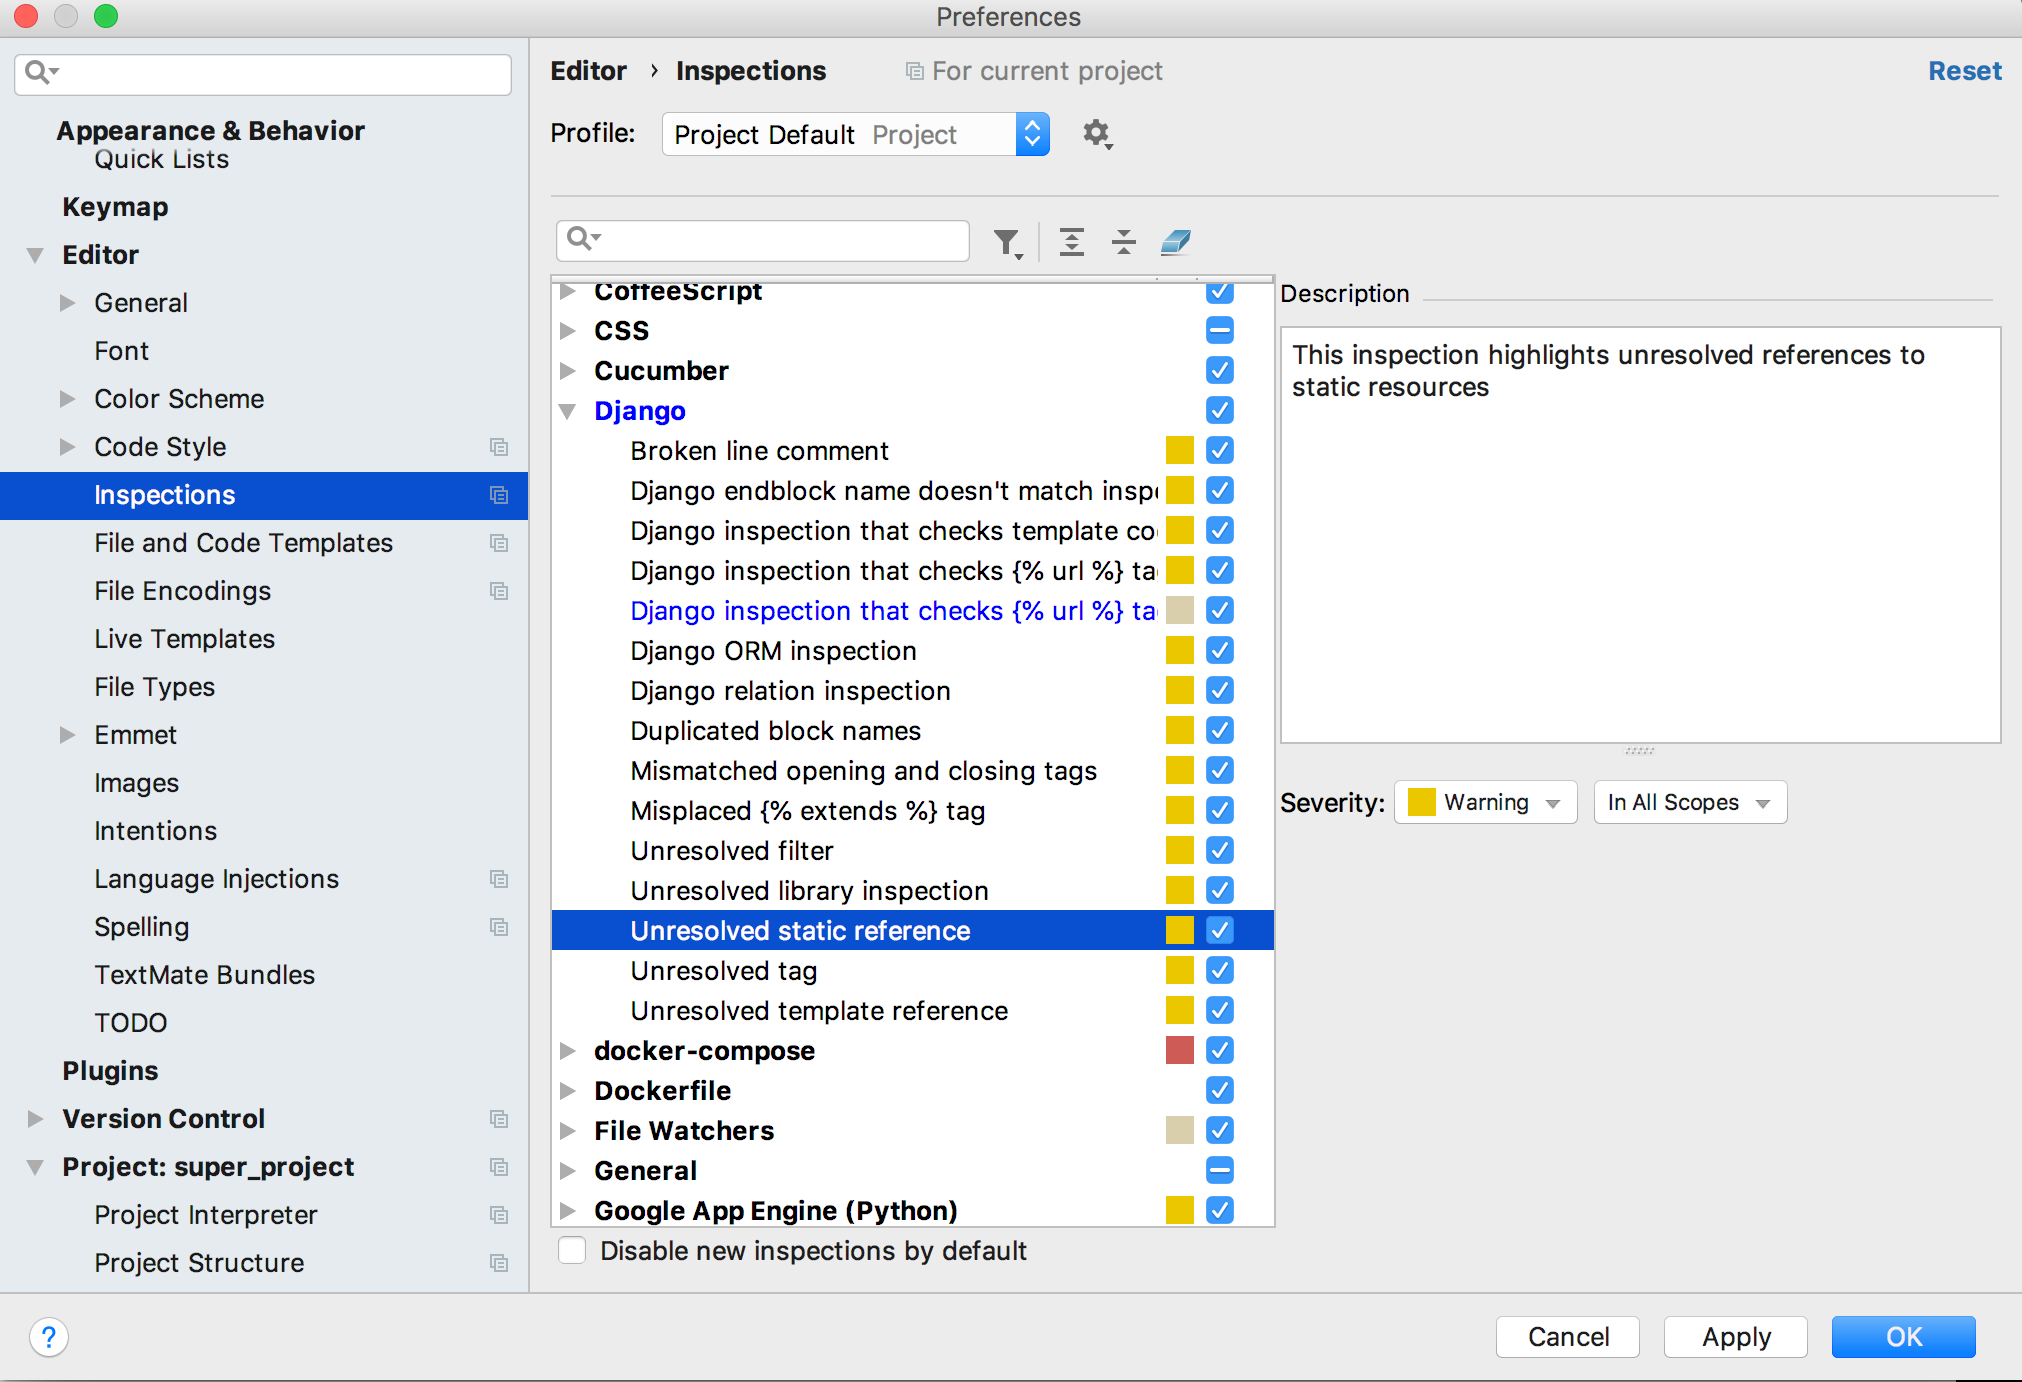 Preferences
Appearance & Behavior
Quick Lists
Keymap
Editor
General
Font
Color Scheme
Code Style
Inspections
File and Code Templates
File Encodings
Live Templates
File Types
Emmet
Images
Intentions
Language Injections
Spelling
TextMate Bundles
TODO
Plugins
Version Control
Project: super_project
Project Interpreter
Project Structure
Editor › Inspections
For current project
Reset
Profile: Project Default Project
CoffeeScript
CSS
Cucumber
Django
Broken line comment
Django endblock name doesn't match inspe
Django inspection that checks template co
Django inspection that checks {% url %} ta
Django inspection that checks {% url %} ta
Django ORM inspection
Django relation inspection
Duplicated block names
Mismatched opening and closing tags
Misplaced {% extends %} tag
Unresolved filter
Unresolved library inspection
Unresolved static reference
Unresolved tag
Unresolved template reference
docker-compose
Dockerfile
File Watchers
General
Google App Engine (Python)
Disable new inspections by default
Description
This inspection highlights unresolved references to
static resources
Severity: Warning In All Scopes
?
Cancel Apply OK